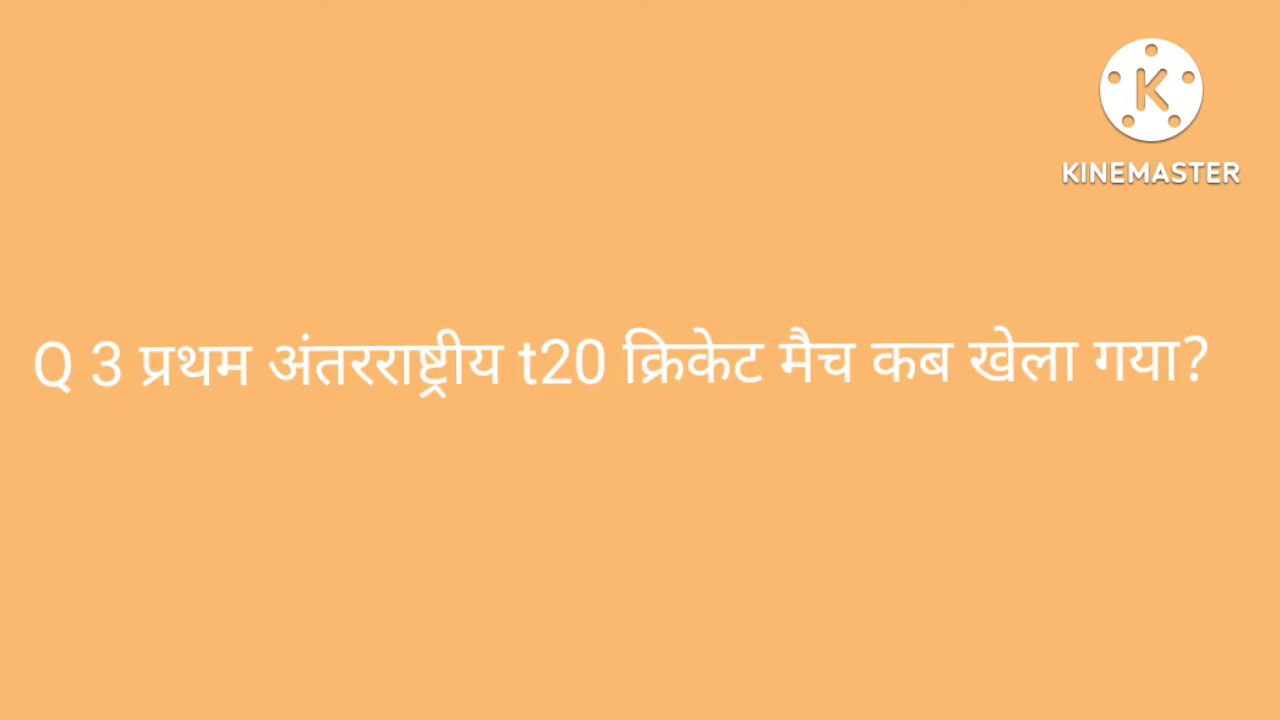 KINEMASTER
Q 3 प्रथम अंतरराष्ट्रीय t20 क्रिकेट मैच कब खेला गया?